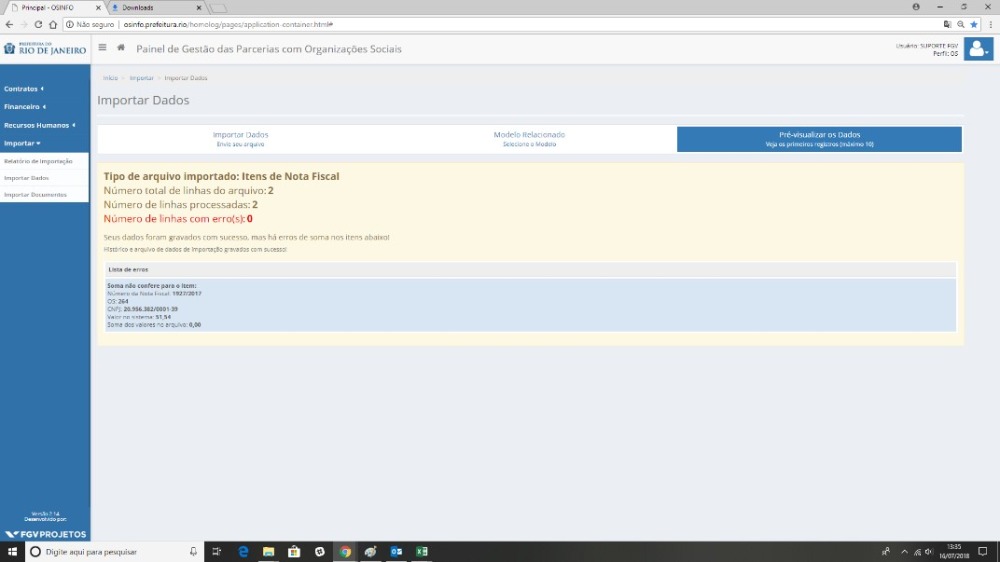 Principal - OSINFO
Downloads
Não seguro | osinfo.prefeitura.rio/homolog/pages/application-container.html#
PREFEITURA DO
RIO DE JANEIRO
Painel de Gestão das Parcerias com Organizações Sociais
Usuário: SUPORTE FGV
Perfil: OS
Contratos
Financeiro
Recursos Humanos
Importar
Relatório de Importação
Importar Dados
Importar Documentos
Início > Importar > Importar Dados
Importar Dados
Importar Dados
Envie seu arquivo
Modelo Relacionado
Selecione o Modelo
Pré-visualizar os Dados
Veja os primeiros registros (máximo 10)
Tipo de arquivo importado: Itens de Nota Fiscal
Número total de linhas do arquivo: 2
Número de linhas processadas: 2
Número de linhas com erro(s): 0
Seus dados foram gravados com sucesso, mas há erros de soma nos itens abaixo!
Histórico e arquivo de dados de importação gravados com sucesso!
Lista de erros
Soma não confere para o item:
Número da Nota Fiscal: 1927/2017
OS: 264
CNPJ: 20.956.382/0001-39
Valor no sistema: 51,54
Soma dos valores no arquivo: 0,00
Versão 2.14
Desenvolvido por:
FGV PROJETOS
Digite aqui para pesquisar
13:35
16/07/2018